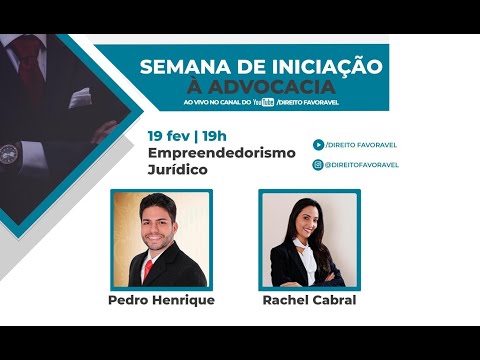 SEMANA DE INICIAÇÃO
À ADVOCACIA
AO VIVO NO CANAL DO YouTube /DIREITO FAVORAVEL
19 fev | 19h
Empreendedorismo
Jurídico
/DIREITO FAVORAVEL
@DIREITOFAVORAVEL
Pedro Henrique
Rachel Cabral